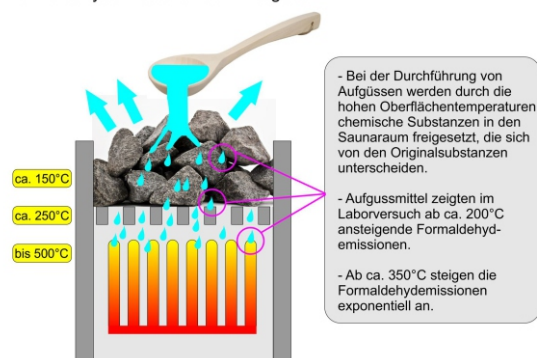 - Bei der Durchführung von
Aufgüssen werden durch die
hohen Oberflächentemperaturen
chemische Substanzen in den
Saunaraum freigesetzt, die sich
von den Originalsubstanzen
unterscheiden.
- Aufgussmittel zeigten im
Laborversuch ab ca. 200°C
ansteigende Formaldehyd-
emissionen.
- Ab ca. 350°C steigen die
Formaldehydemissionen
exponentiell an.
ca. 150°C
ca. 250°C
bis 500°C